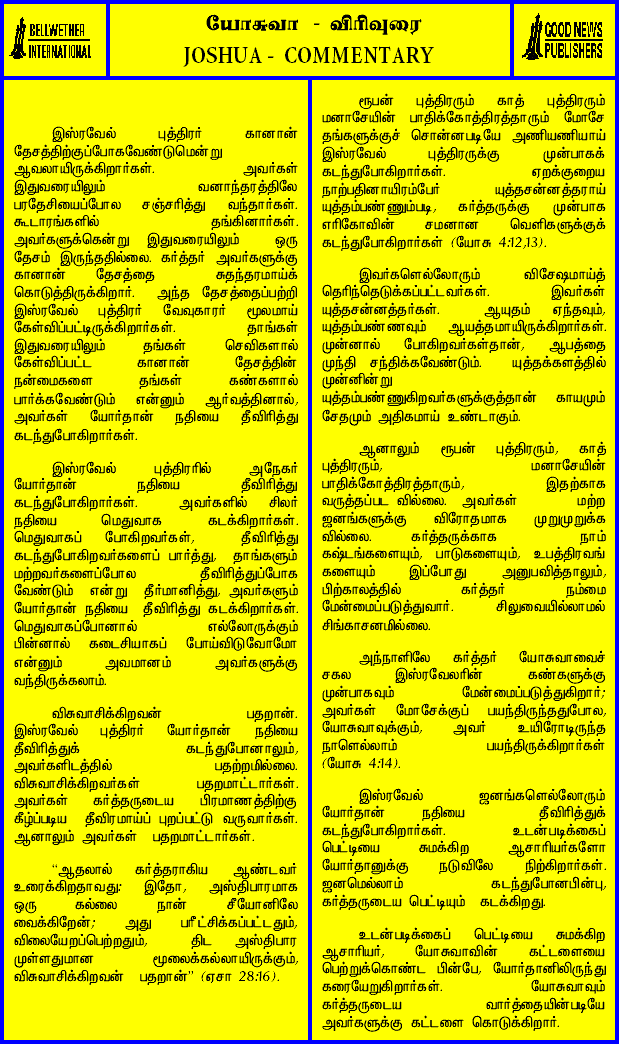 BELLWETHER
INTERNATIONAL
யோசுவா - விரிவுரை
JOSHUA - COMMENTARY
GOOD NEWS
PUBLISHERS
இஸ்ரவேல் புத்திரர் கானான்
தேசத்திற்குப்போகவேண்டுமென்று
ஆவலாயிருக்கிறார்கள். அவர்கள்
இதுவரையிலும் வனாந்தரத்திலே
பரதேசியைப்போல சஞ்சரித்து வந்தார்கள்.
கூடாரங்களில் தங்கினார்கள்.
அவர்களுக்கென்று இதுவரையிலும் ஒரு
தேசம் இருந்ததில்லை. கர்த்தர் அவர்களுக்கு
கானான் தேசத்தை சுதந்தரமாய்க்
கொடுத்திருக்கிறார். அந்த தேசத்தைப்பற்றி
இஸ்ரவேல் புத்திரர் வேவுகாரர் மூலமாய்
கேள்விப்பட்டிருக்கிறார்கள். தாங்கள்
இதுவரையிலும் தங்கள் செவிகளால்
கேள்விப்பட்ட கானான் தேசத்தின்
நன்மைகளை தங்கள் கண்களால்
பார்க்கவேண்டும் என்னும் ஆர்வத்தினால்,
அவர்கள் யோர்தான் நதியை தீவிரித்து
கடந்துபோகிறார்கள்.
இஸ்ரவேல் புத்திரரில் அநேகர்
யோர்தான் நதியை தீவிரித்து
கடந்துபோகிறார்கள். அவர்களில் சிலர்
நதியை மெதுவாக கடக்கிறார்கள்.
மெதுவாகப் போகிறவர்கள், தீவிரித்து
கடந்துபோகிறவர்களைப் பார்த்து, தாங்களும்
மற்றவர்களைப்போல தீவிரித்துப்போக
வேண்டும் என்று தீர்மானித்து, அவர்களும்
யோர்தான் நதியை தீவிரித்து கடக்கிறார்கள்.
மெதுவாகப்போனால் எல்லோருக்கும்
பின்னால் கடைசியாகப் போய்விடுவோமோ
என்னும் அவமானம் அவர்களுக்கு
வந்திருக்கலாம்.
விசுவாசிக்கிறவன் பதறான்.
இஸ்ரவேல் புத்திரர் யோர்தான் நதியை
தீவிரித்துக் கடந்துபோனாலும்,
அவர்களிடத்தில் பதற்றமில்லை.
விசுவாசிக்கிறவர்கள் பதறமாட்டார்கள்.
அவர்கள் கர்த்தருடைய பிரமாணத்திற்கு
கீழ்ப்படிய தீவிரமாய்ப் புறப்பட்டு வருவார்கள்.
ஆனாலும் அவர்கள் பதறமாட்டார்கள்.
“ஆதலால் கர்த்தராகிய ஆண்டவர்
உரைக்கிறதாவது: இதோ, அஸ்திபாரமாக
ஒரு கல்லை நான் சீயோனிலே
வைக்கிறேன்; அது பரீட்சிக்கப்பட்டதும்,
விலையேறப்பெற்றதும், திட அஸ்திபார
முள்ளதுமான மூலைக்கல்லாயிருக்கும்,
விசுவாசிக்கிறவன் பதறான்” (ஏசா 28:16).
ரூபன் புத்திரரும் காத் புத்திரரும்
மனாசேயின் பாதிக்கோத்திரத்தாரும் மோசே
தங்களுக்குச் சொன்னபடியே அணியணியாய்
இஸ்ரவேல் புத்திரருக்கு முன்பாகக்
கடந்துபோகிறார்கள். ஏறக்குறைய
நாற்பதினாயிரம்பேர் யுத்தசன்னத்தராய்
யுத்தம்பண்ணும்படி, கர்த்தருக்கு முன்பாக
எரிகோவின் சமனான வெளிகளுக்குக்
கடந்துபோகிறார்கள் (யோசு 4:12,13).
இவர்களெல்லோரும் விசேஷமாய்த்
தெரிந்தெடுக்கப்பட்டவர்கள். இவர்கள்
யுத்தசன்னத்தர்கள். ஆயுதம் ஏந்தவும்,
யுத்தம்பண்ணவும் ஆயத்தமாயிருக்கிறார்கள்.
முன்னால் போகிறவர்கள்தான், ஆபத்தை
முந்தி சந்திக்கவேண்டும். யுத்தக்களத்தில்
முன்னின்று
யுத்தம்பண்ணுகிறவர்களுக்குத்தான் காயமும்
சேதமும் அதிகமாய் உண்டாகும்.
ஆனாலும் ரூபன் புத்திரரும், காத்
புத்திரரும், மனாசேயின்
பாதிக்கோத்திரத்தாரும், இதற்காக
வருத்தப்பட வில்லை. அவர்கள் மற்ற
ஜனங்களுக்கு விரோதமாக முறுமுறுக்க
வில்லை. கர்த்தருக்காக நாம்
கஷ்டங்களையும், பாடுகளையும், உபத்திரவங்
களையும் இப்போது அனுபவித்தாலும்,
பிற்காலத்தில் கர்த்தர் நம்மை
மேன்மைப்படுத்துவார். சிலுவையில்லாமல்
சிங்காசனமில்லை.
அந்நாளிலே கர்த்தர் யோசுவாவைச்
சகல இஸ்ரவேலரின் கண்களுக்கு
முன்பாகவும் மேன்மைப்படுத்துகிறார்;
அவர்கள் மோசேக்குப் பயந்திருந்ததுபோல,
யோசுவாவுக்கும், அவர் உயிரோடிருந்த
நாளெல்லாம் பயந்திருக்கிறார்கள்
(யோசு 4:14).
இஸ்ரவேல் ஜனங்களெல்லோரும்
யோர்தான் நதியை தீவிரித்துக்
கடந்துபோகிறார்கள். உடன்படிக்கைப்
பெட்டியை சுமக்கிற ஆசாரியர்களோ
யோர்தானுக்கு நடுவிலே நிற்கிறார்கள்.
ஜனமெல்லாம் கடந்துபோனபின்பு,
கர்த்தருடைய பெட்டியும் கடக்கிறது.
உடன்படிக்கைப் பெட்டியை சுமக்கிற
ஆசாரியர், யோசுவாவின் கட்டளையை
பெற்றுக்கொண்ட பின்பே, யோர்தானிலிருந்து
கரையேறுகிறார்கள். யோசுவாவும்
கர்த்தருடைய வார்த்தையின்படியே
அவர்களுக்கு கட்டளை கொடுக்கிறார்.